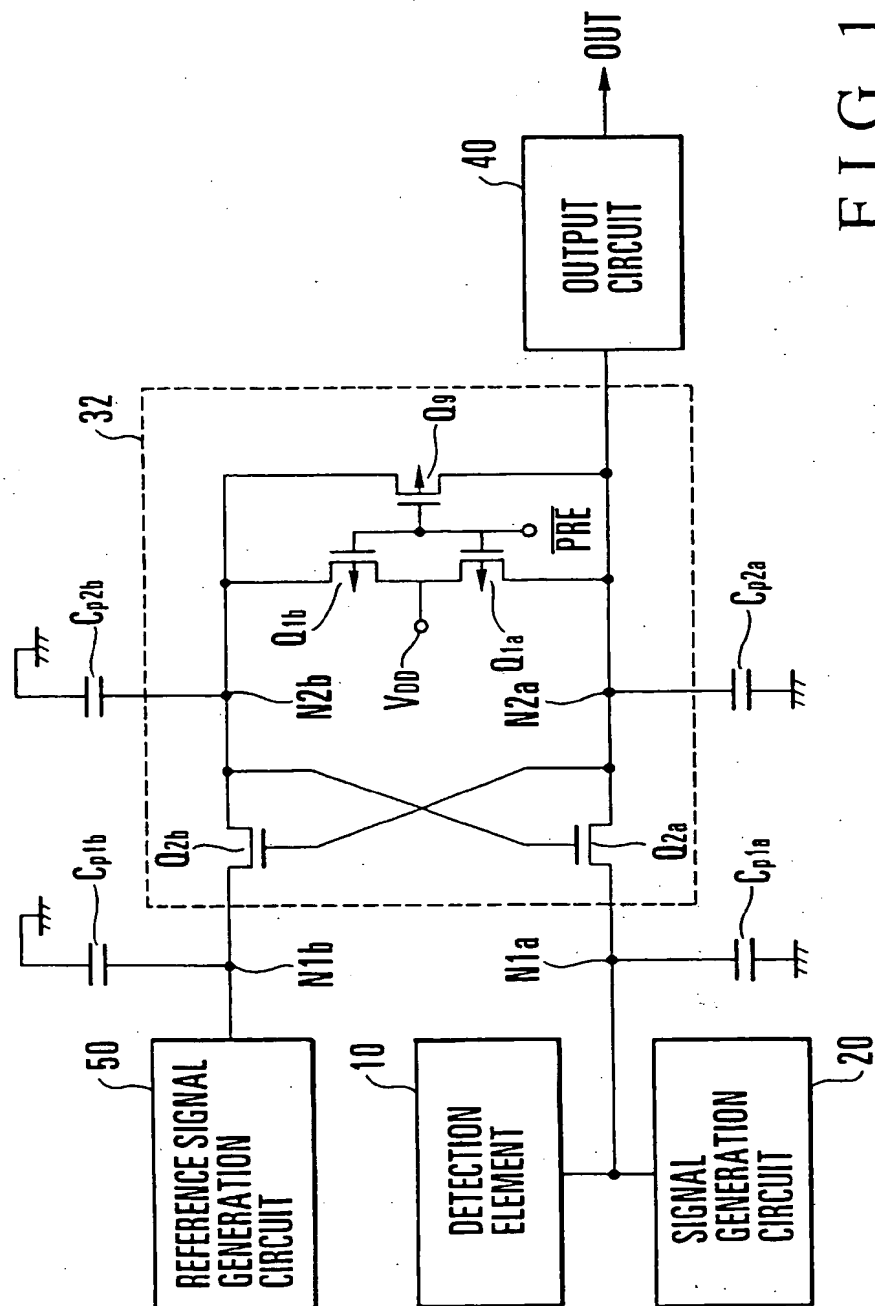 50
REFERENCE SIGNAL
GENERATION
CIRCUIT
10
DETECTION
ELEMENT
SIGNAL
GENERATION
CIRCUIT
20
Cp1b
N1b
N1a
Cp1a
Q2b
Q2a
Cp2b
N2b
N2a
Cp2a
32
Q1b
VDD
Q1a
Q9
PRE
40
OUTPUT
CIRCUIT
OUT
FIG. 1